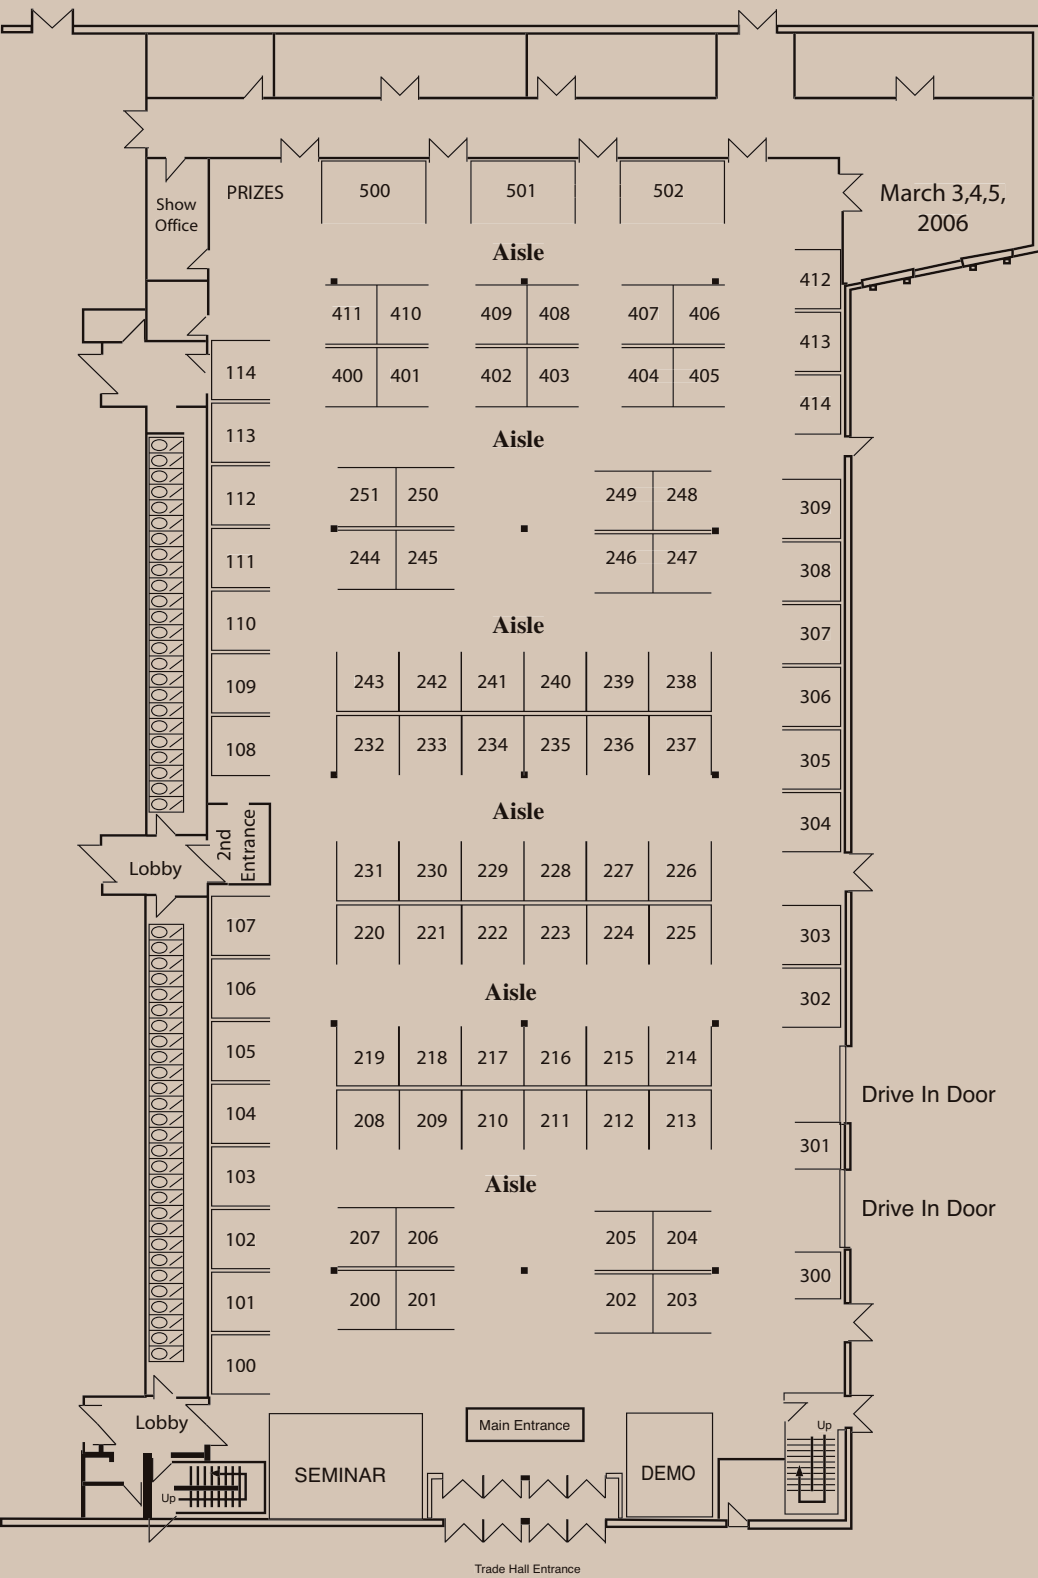 PRIZES
500
501
502
Show
Office
March 3,4,5,
2006
Aisle
412
411 410
409 408
407 406
413
400 401
402 403
404 405
114
414
113
Aisle
112
251 250
249 248
309
111
244 245
246 247
308
110
Aisle
307
109
243 242 241 240 239 238
306
108
232 233 234 235 236 237
305
Aisle
304
2nd
Entrance
Lobby
231 230 229 228 227 226
107
220 221 222 223 224 225
303
106
Aisle
302
105
219 218 217 216 215 214
Drive In Door
104
208 209 210 211 212 213
301
103
Aisle
Drive In Door
102
207 206
205 204
300
101
200 201
202 203
100
Lobby
Main Entrance
Up
SEMINAR
DEMO
Up
Trade Hall Entrance